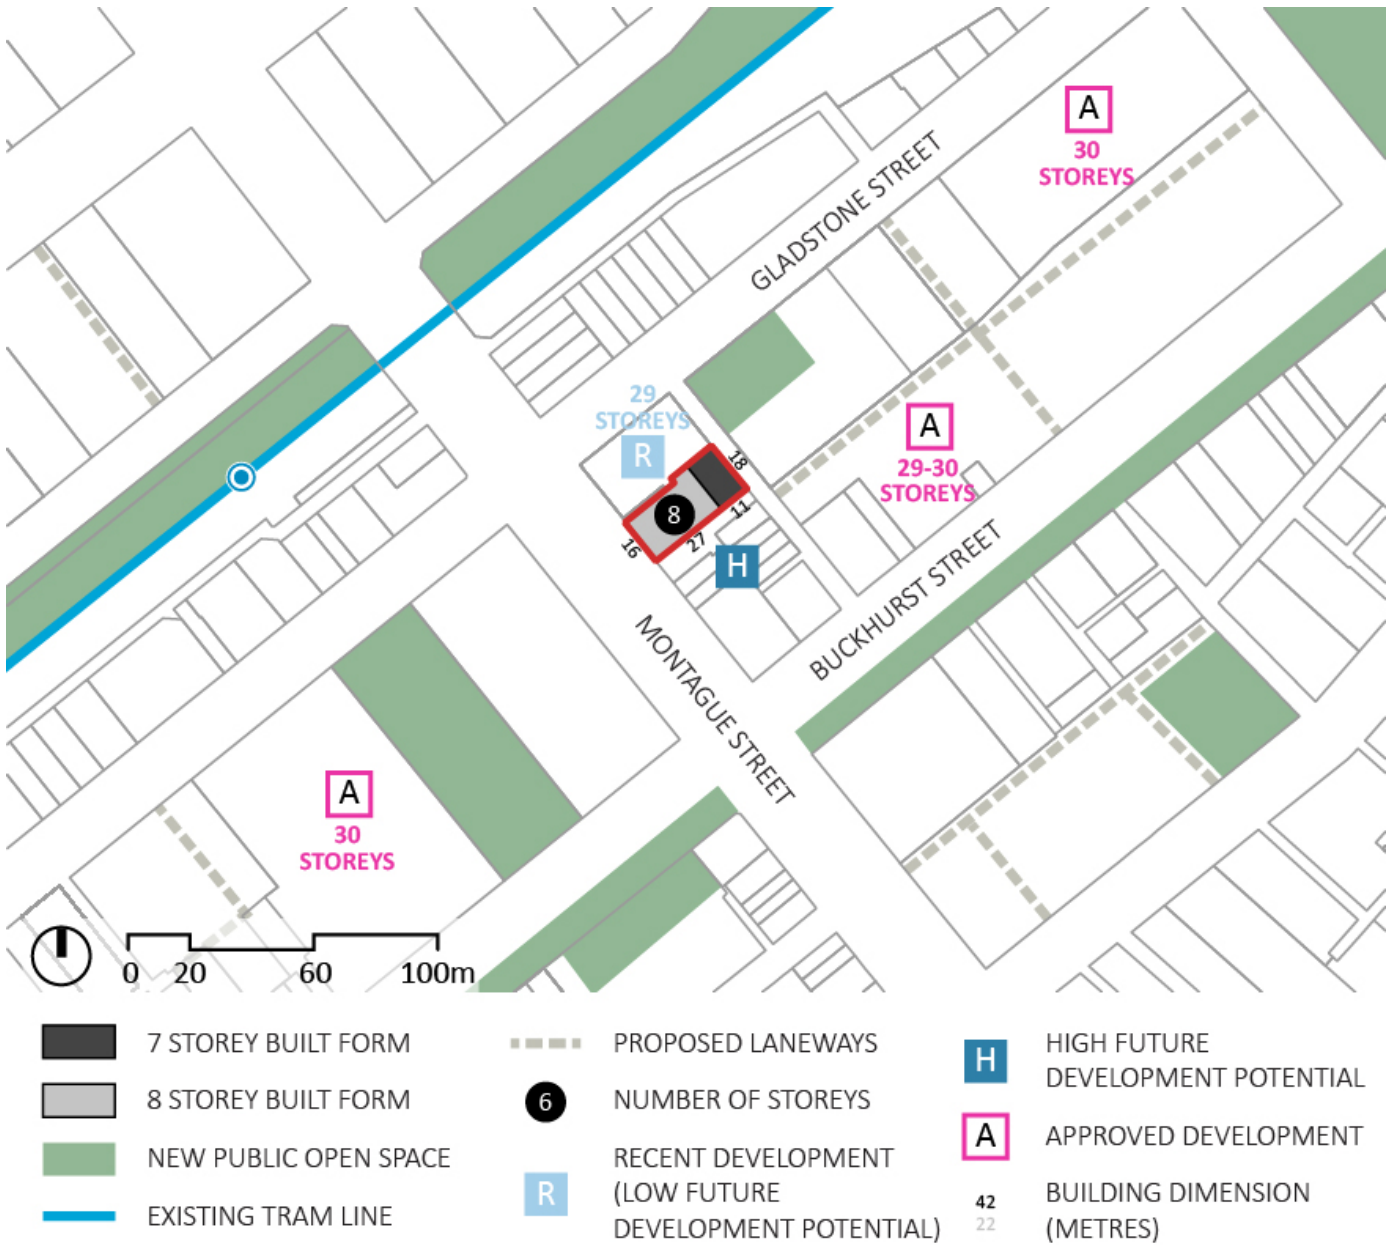 A
30
STOREYS
GLADSTONE STREET
29
STOREYS
R
A
29-30
STOREYS
18
11
8
27
16
H
BUCKHURST STREET
MONTAGUE STREET
A
30
STOREYS
0 20 60 100m
7 STOREY BUILT FORM
8 STOREY BUILT FORM
NEW PUBLIC OPEN SPACE
EXISTING TRAM LINE
PROPOSED LANEWAYS
6 NUMBER OF STOREYS
R RECENT DEVELOPMENT
(LOW FUTURE
DEVELOPMENT POTENTIAL)
H HIGH FUTURE
DEVELOPMENT POTENTIAL
A APPROVED DEVELOPMENT
42 BUILDING DIMENSION
22 (METRES)